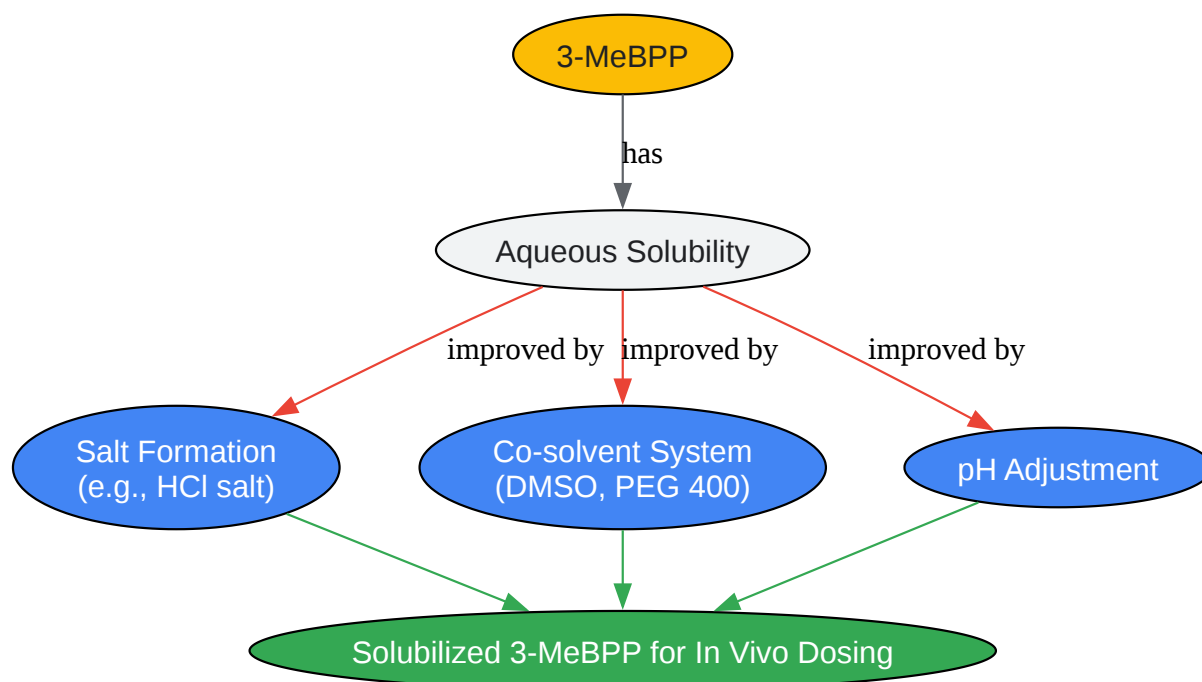 3-MeBPP
has
Aqueous Solubility
improved by
improved by
improved by
Salt Formation
(e.g., HCl salt)
Co-solvent System
(DMSO, PEG 400)
pH Adjustment
Solubilized 3-MeBPP for In Vivo Dosing